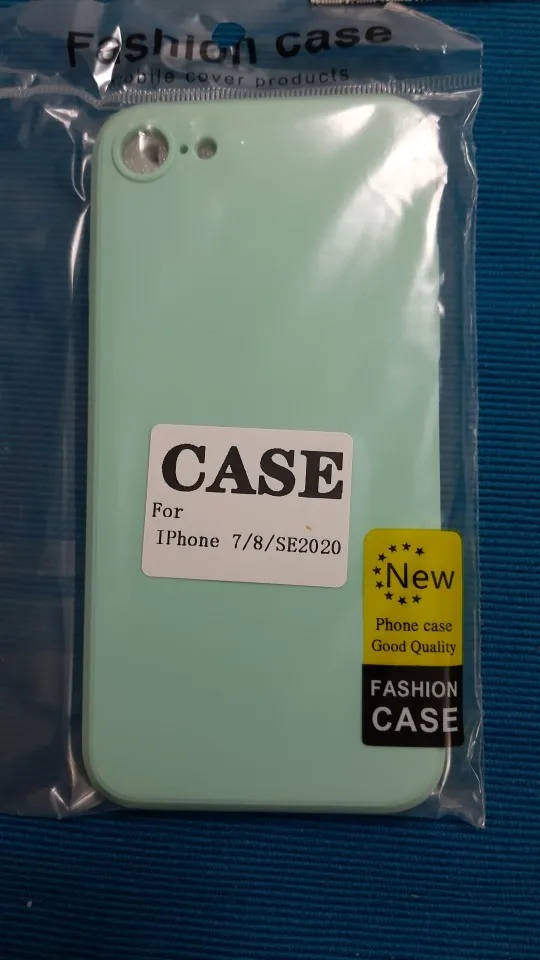 Fashion case
mobile cover products
CASE
For
IPhone 7/8/SE2020
New
Phone case
Good Quality
FASHION
CASE